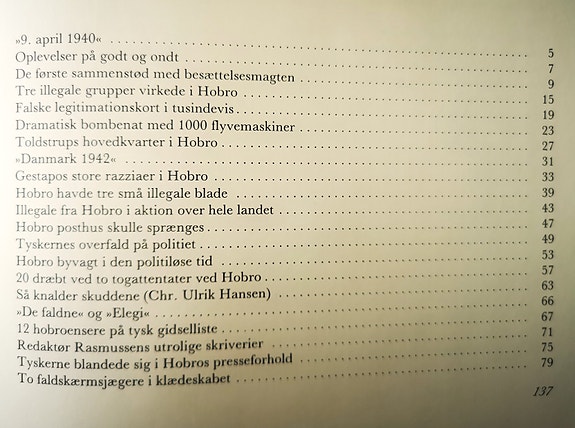 »9. april 1940« 5
Oplevelser på godt og ondt 7
De første sammenstød med besættelsesmagten 9
Tre illegale grupper virkede i Hobro 15
Falske legitimationskort i tusindevis 19
Dramatisk bombenat med 1000 flyvemaskiner 23
Toldstrups hovedkvarter i Hobro 27
»Danmark 1942« 31
Gestapos store razziaer i Hobro 33
Hobro havde tre små illegale blade 39
Illegale fra Hobro i aktion over hele landet 43
Hobro posthus skulle sprænges 47
Tyskernes overfald på politiet 49
Hobro byvagt i den politiløse tid 53
20 dræbt ved to togattentater ved Hobro 57
Så knalder skuddene (Chr. Ulrik Hansen) 63
»De faldne« og »Elegi« 66
12 hobroensere på tysk gidselliste 67
Redaktør Rasmussens utrolige skriverier 71
Tyskerne blandede sig i Hobros presseforhold 75
To faldskærmsjægere i klædeskabet 79
137